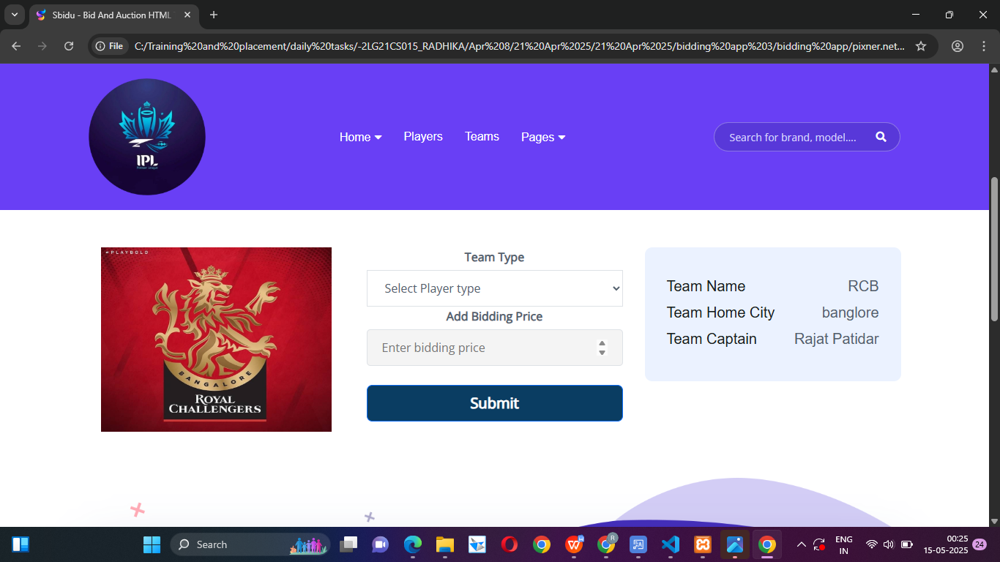 Sbidu - Bid And Auction HTML
File
C:/Training%20and%20placement/daily%20tasks/-2LG21CS015_RADHIKA/Apr%208/21%20Apr%2025/21%20Apr%2025/bidding%20app%203/bidding%20app/pixner.net...
IPL
Premier League
Home
Players
Teams
Pages
Search for brand, model....
#PLAYBOLD
BANGALORE
ROYAL
CHALLENGERS
Team Type
Select Player type
Add Bidding Price
Enter bidding price
Submit
Team Name RCB
Team Home City banglore
Team Captain Rajat Patidar
Search
R
ENG
IN
00:25
15-05-2025
24